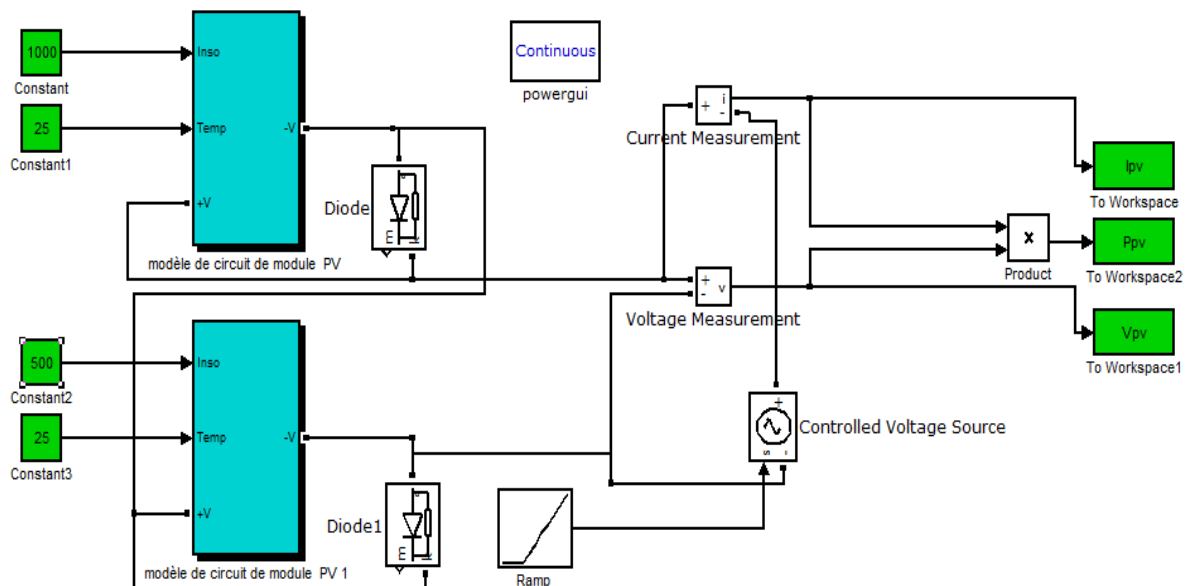 1000
Constant
25
Constant1
Inso
Temp
-V
+V
modèle de circuit de module PV
Diode
E
Continuous
powergui
+
i
-
Current Measurement
+
-
v
Voltage Measurement
Ipv
To Workspace
x
Product
Ppv
To Workspace2
Vpv
To Workspace1
500
Constant2
25
Constant3
Inso
Temp
-V
+V
modèle de circuit de module PV 1
Diode1
E
+
s
-
Controlled Voltage Source
Ramp